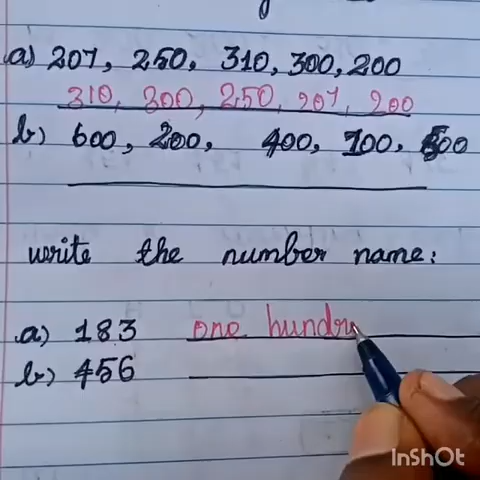 a) 207, 250, 310, 300, 200
310, 300, 250, 207, 200
b) 600, 200, 400, 700, 500
write the number name:
a) 183 one hundr
b) 456
InShOt